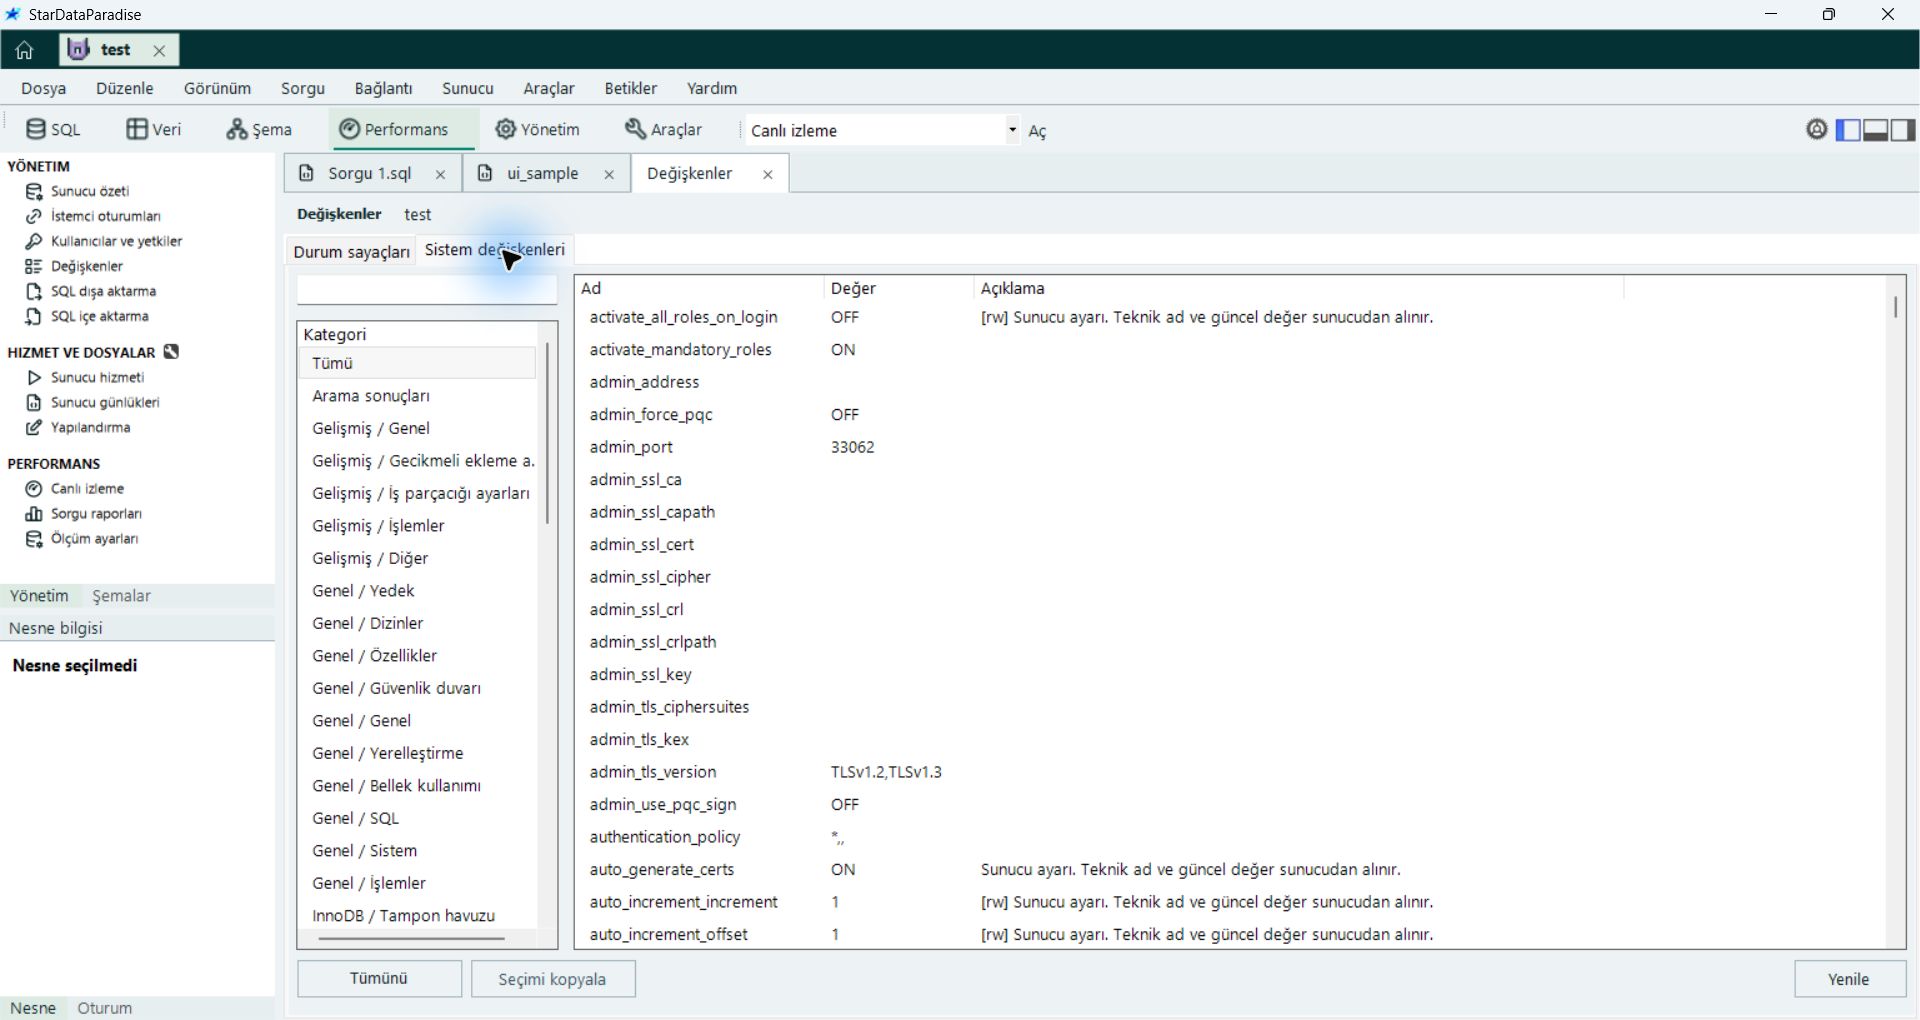 StarDataParadise
test
Dosya Düzenle Görünüm Sorgu Bağlantı Sunucu Araçlar Betikler Yardım
SQL Veri Şema Performans Yönetim Araçlar Canlı izleme Aç
YÖNETIM
Sunucu özeti
İstemci oturumları
Kullanıcılar ve yetkiler
Değişkenler
SQL dışa aktarma
SQL içe aktarma
HIZMET VE DOSYALAR
Sunucu hizmeti
Sunucu günlükleri
Yapılandırma
PERFORMANS
Canlı izleme
Sorgu raporları
Ölçüm ayarları
Yönetim Şemalar
Nesne bilgisi
Nesne seçilmedi
Nesne Oturum
Sorgu 1.sql ui_sample Değişkenler
Değişkenler test
Durum sayaçları Sistem değişkenleri
Kategori
Tümü
Arama sonuçları
Gelişmiş / Genel
Gelişmiş / Gecikmeli ekleme a.
Gelişmiş / İş parçacığı ayarları
Gelişmiş / İşlemler
Gelişmiş / Diğer
Genel / Yedek
Genel / Dizinler
Genel / Özellikler
Genel / Güvenlik duvarı
Genel / Genel
Genel / Yerelleştirme
Genel / Bellek kullanımı
Genel / SQL
Genel / Sistem
Genel / İşlemler
InnoDB / Tampon havuzu
Ad Değer Açıklama
activate_all_roles_on_login OFF [rw] Sunucu ayarı. Teknik ad ve güncel değer sunucudan alınır.
activate_mandatory_roles ON
admin_address
admin_force_pqc OFF
admin_port 33062
admin_ssl_ca
admin_ssl_capath
admin_ssl_cert
admin_ssl_cipher
admin_ssl_crl
admin_ssl_crlpath
admin_ssl_key
admin_tls_ciphersuites
admin_tls_kex
admin_tls_version TLSv1.2,TLSv1.3
admin_use_pqc_sign OFF
authentication_policy *,,
auto_generate_certs ON Sunucu ayarı. Teknik ad ve güncel değer sunucudan alınır.
auto_increment_increment 1 [rw] Sunucu ayarı. Teknik ad ve güncel değer sunucudan alınır.
auto_increment_offset 1 [rw] Sunucu ayarı. Teknik ad ve güncel değer sunucudan alınır.
Tümünü Seçimi kopyala Yenile